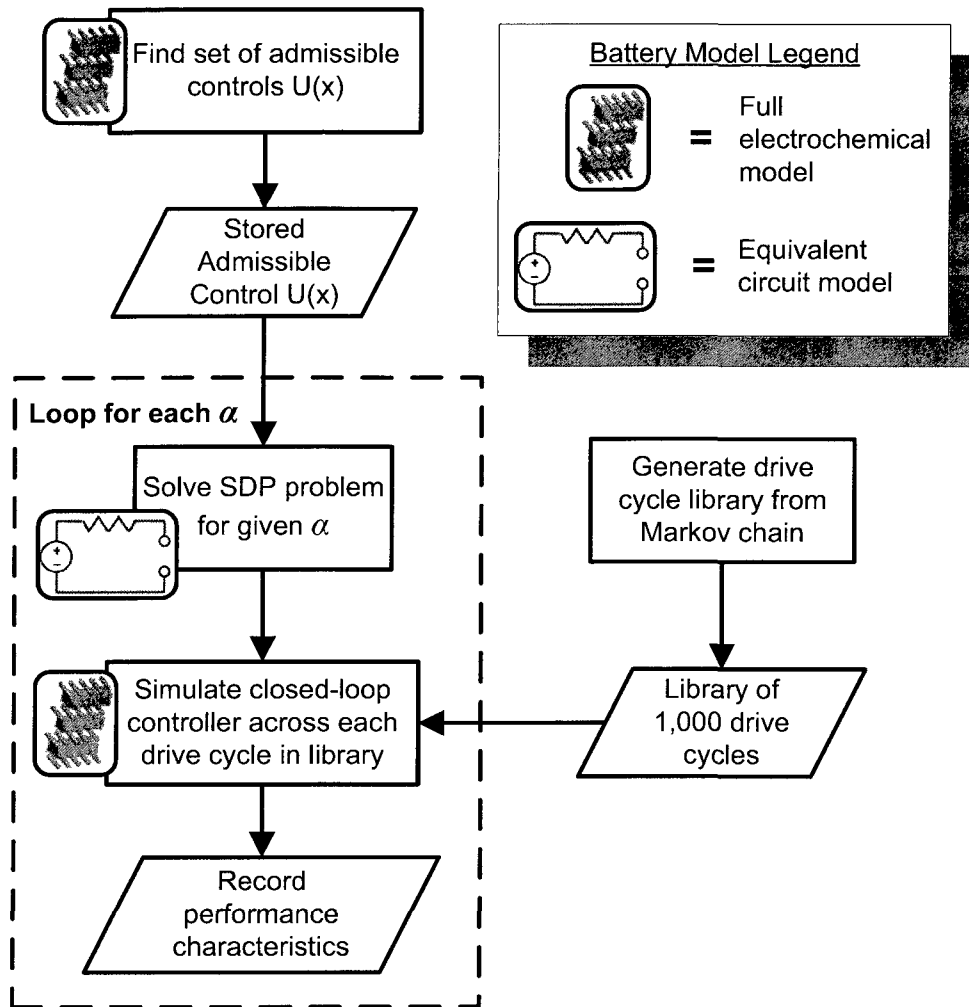 Find set of admissible
controls U(x)
Stored
Admissible
Control U(x)
Battery Model Legend
=
Full
electrochemical
model
+
−
=
Equivalent
circuit model
Loop for each α
Solve SDP problem
for given α
+
−
Simulate closed-loop
controller across each
drive cycle in library
Record
performance
characteristics
Generate drive
cycle library from
Markov chain
Library of
1,000 drive
cycles